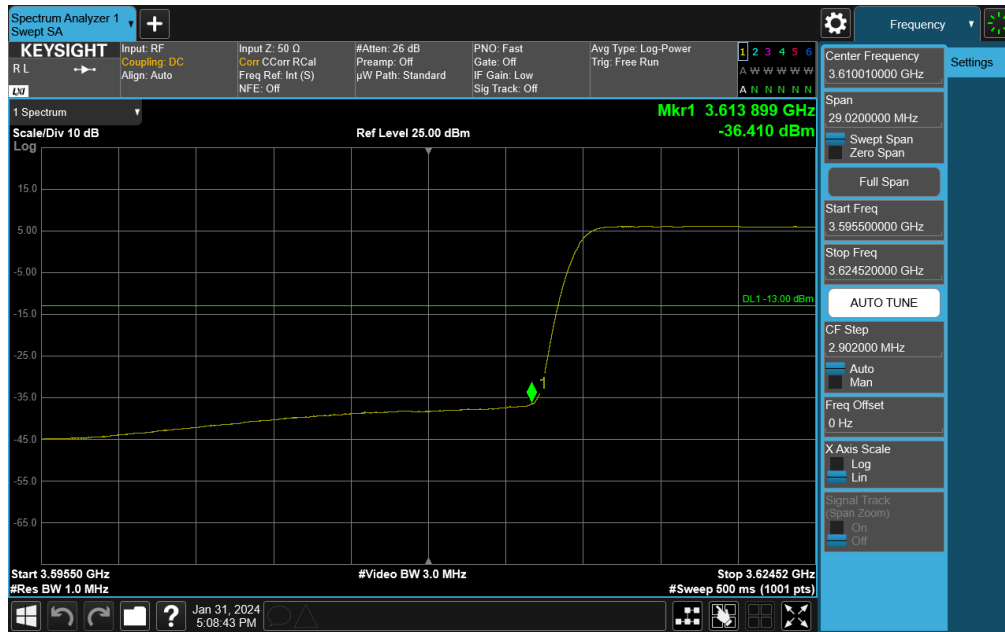 Spectrum Analyzer 1
Swept SA
+
Frequency
KEYSIGHT
R L
LXI
Input: RF
Coupling: DC
Align: Auto
Input Z: 50 Ω
Corr CCorr RCal
Freq Ref: Int (S)
NFE: Off
#Atten: 26 dB
Preamp: Off
µW Path: Standard
PNO: Fast
Gate: Off
IF Gain: Low
Sig Track: Off
Avg Type: Log-Power
Trig: Free Run
1 2 3 4 5 6
A W W W W W
A N N N N N
1 Spectrum
Scale/Div 10 dB
Log
Ref Level 25.00 dBm
Mkr1 3.613 899 GHz
-36.410 dBm
15.0
5.00
-5.00
-15.0
-25.0
-35.0
-45.0
-55.0
-65.0
DL1 -13.00 dBm
1
Start 3.59550 GHz
#Res BW 1.0 MHz
#Video BW 3.0 MHz
Stop 3.62452 GHz
#Sweep 500 ms (1001 pts)
?
Jan 31, 2024
5:08:43 PM
Center Frequency
3.610010000 GHz
Settings
Span
29.0200000 MHz
Swept Span
Zero Span
Full Span
Start Freq
3.595500000 GHz
Stop Freq
3.624520000 GHz
AUTO TUNE
CF Step
2.902000 MHz
Auto
Man
Freq Offset
0 Hz
X Axis Scale
Log
Lin
Signal Track
(Span Zoom)
On
Off